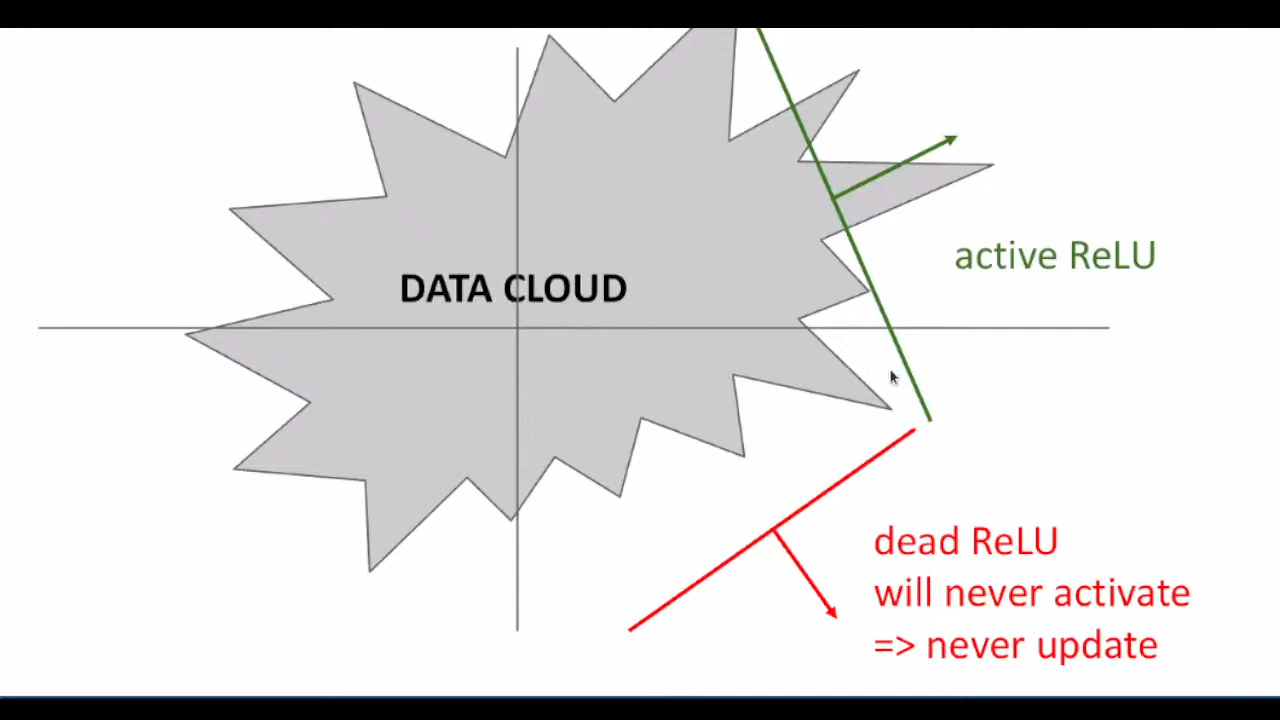 DATA CLOUD
active ReLU
dead ReLU
will never activate
=> never update